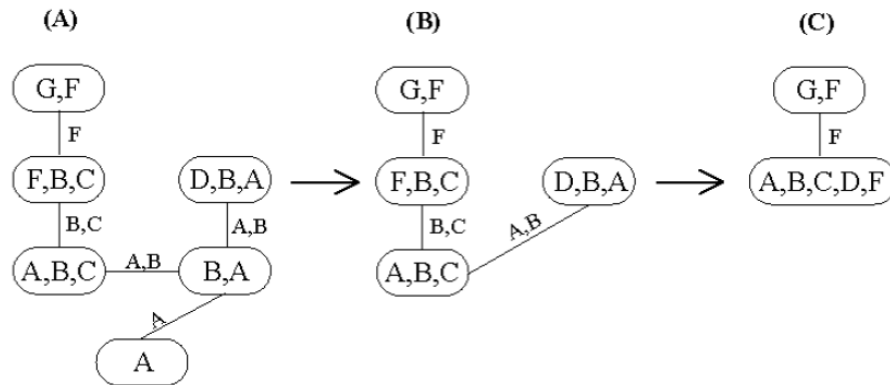 (A) (B) (C)
G,F G,F G,F
F F F
F,B,C D,B,A F,B,C D,B,A A,B,C,D,F
B,C A,B B,C A,B
A,B,C A,B B,A A,B,C
A
A